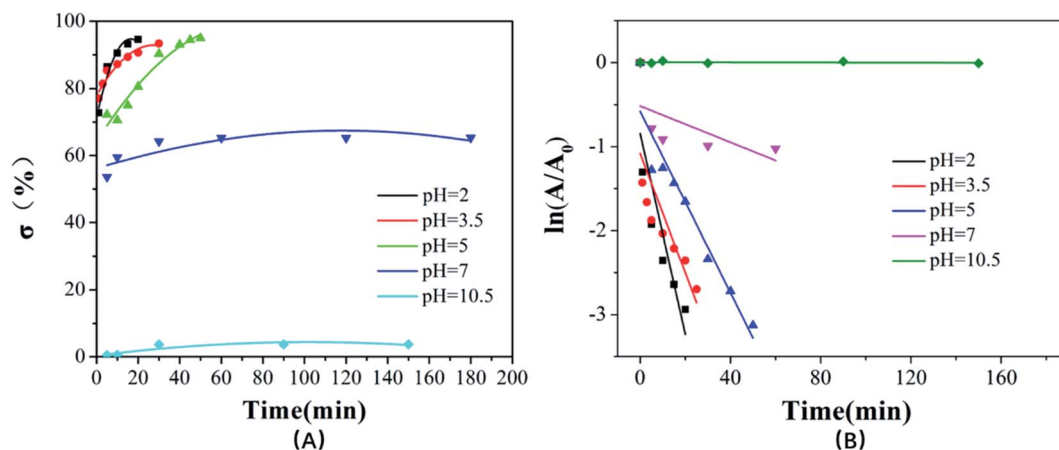 100
80
60
40
20
0
σ (%)
pH=2
pH=3.5
pH=5
pH=7
pH=10.5
0 20 40 60 80 100 120 140 160 180 200
Time(min)
(A)
0
-1
-2
-3
ln(A/A₀)
pH=2
pH=3.5
pH=5
pH=7
pH=10.5
0 40 80 120 160
Time(min)
(B)